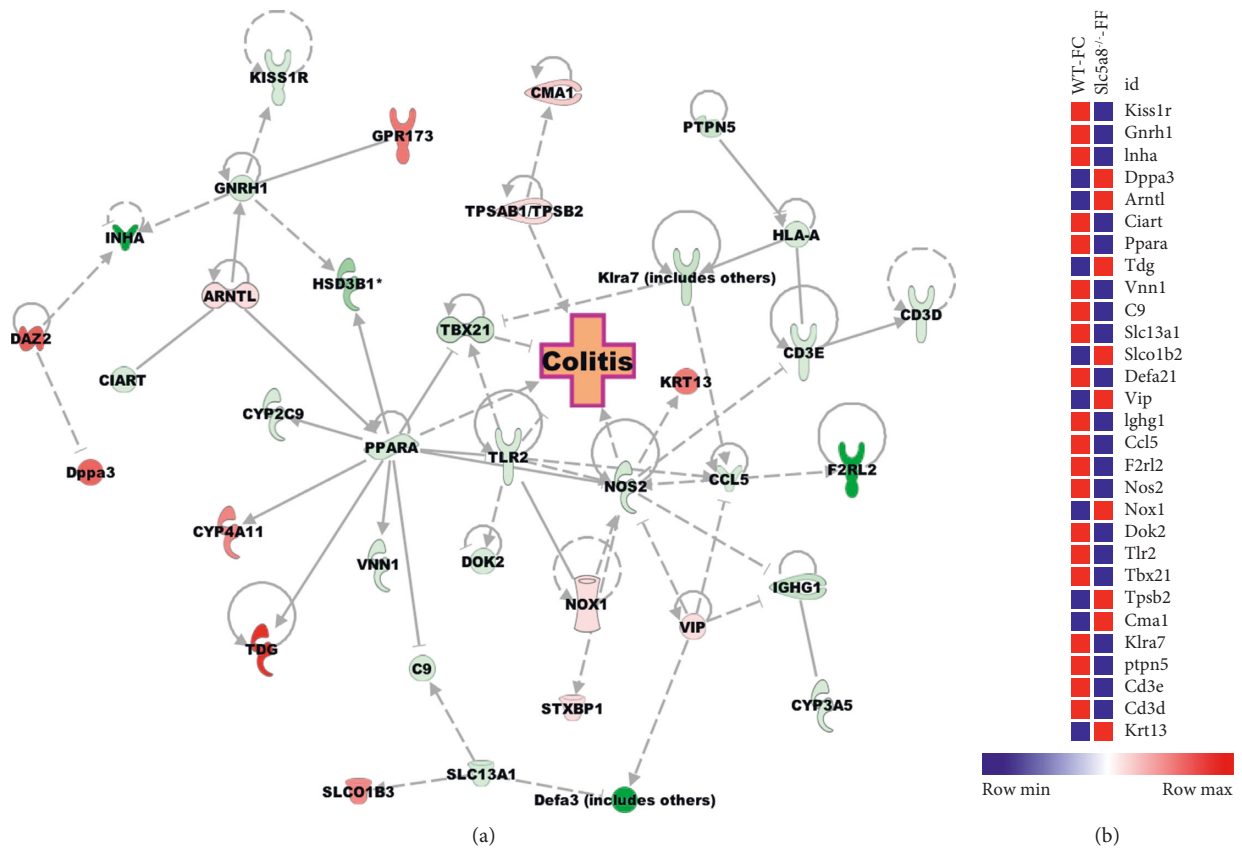 KISS1R
CMA1
GPR173
PTPN5
GNRH1
TPSAB1/TPSB2
INHA
HLA-A
Klra7 (includes others)
HSD3B1*
ARNTL
CD3D
TBX21
DAZ2
CD3E
Colitis
CIART
KRT13
CYP2C9
PPARA
TLR2
Dppa3
NOS2
CCL5
F2RL2
CYP4A11
VNN1
DOK2
IGHG1
NOX1
VIP
TDG
C9
STXBP1
CYP3A5
SLC13A1
SLCO1B3
Defa3 (includes others)
(a)
WT-FC
Slc5a8-/--FF
id
Kiss1r
Gnrh1
lnha
Dppa3
Arntl
Ciart
Ppara
Tdg
Vnn1
C9
Slc13a1
Slco1b2
Defa21
Vip
lghg1
Ccl5
F2rl2
Nos2
Nox1
Dok2
Tlr2
Tbx21
Tpsb2
Cma1
Klra7
ptpn5
Cd3e
Cd3d
Krt13
Row min
Row max
(b)